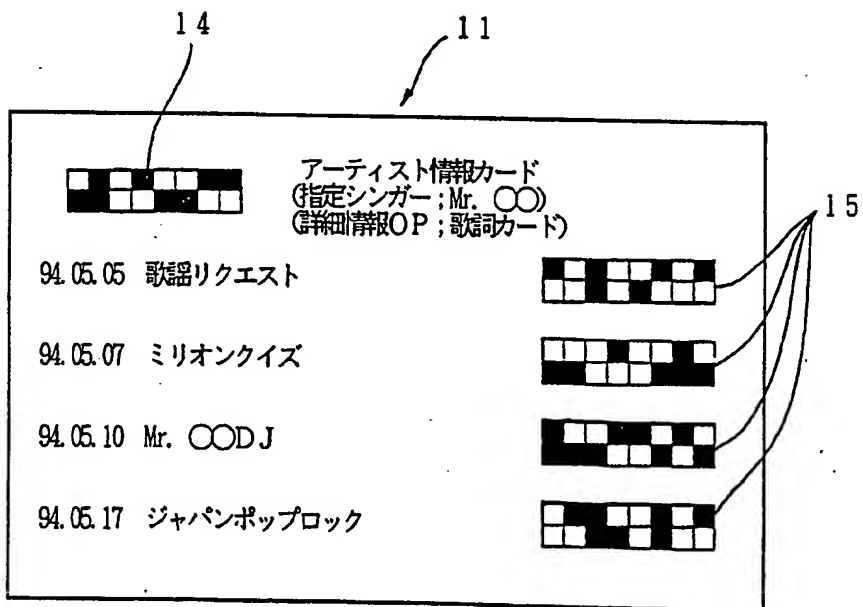 14
11
アーティスト情報カード
(指定シンガー;Mr. ○○)
(詳細情報OP;歌詞カード)
15
94.05.05 歌謡リクエスト
94.05.07 ミリオンクイズ
94.05.10 Mr. ○○DJ
94.05.17 ジャパンポップロック